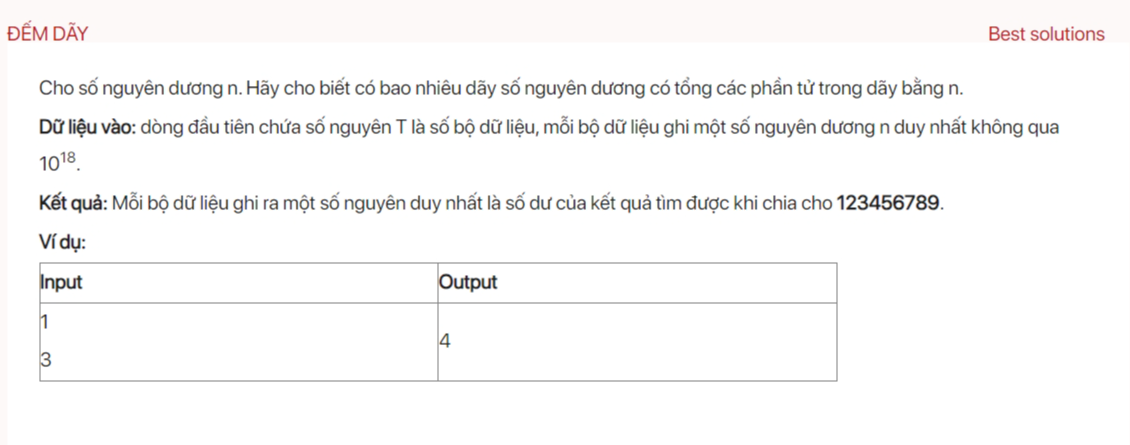 ĐẾM DÃY
Best solutions
Cho số nguyên dương n. Hãy cho biết có bao nhiêu dãy số nguyên dương có tổng các phần tử trong dãy bằng n.
Dữ liệu vào: dòng đầu tiên chứa số nguyên T là số bộ dữ liệu, mỗi bộ dữ liệu ghi một số nguyên dương n duy nhất không qua
10^18.
Kết quả: Mỗi bộ dữ liệu ghi ra một số nguyên duy nhất là số dư của kết quả tìm được khi chia cho 123456789.
Ví dụ:
Input
Output
1
3
4